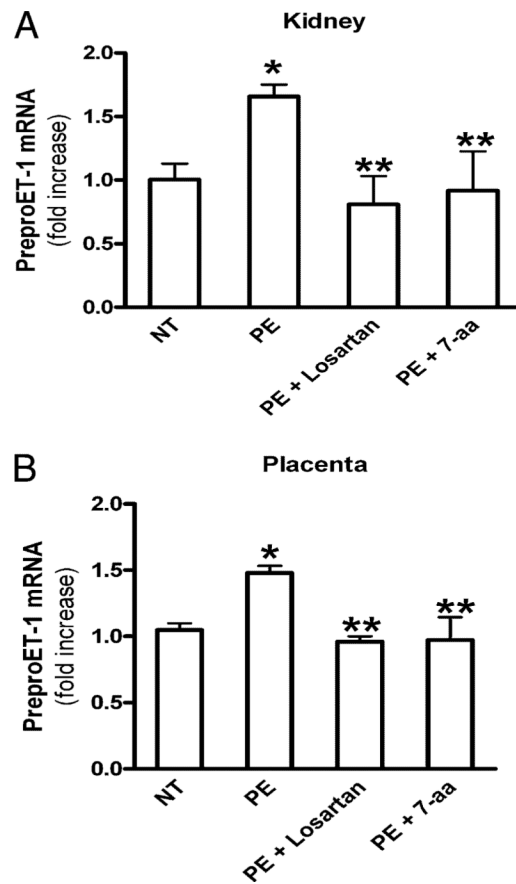 A
Kidney
PreproET-1 mRNA
(fold increase)
2.0
1.5
1.0
0.5
0.0
*
**
**
NT
PE
PE + Losartan
PE + 7-aa
B
Placenta
PreproET-1 mRNA
(fold increase)
2.0
1.5
1.0
0.5
0.0
*
**
**
NT
PE
PE + Losartan
PE + 7-aa